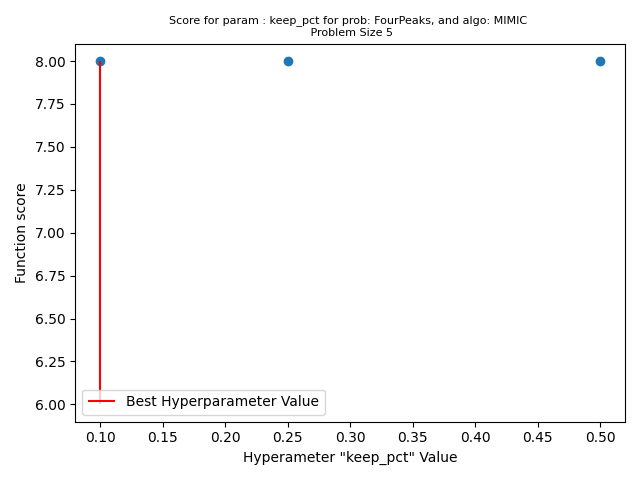 Score for param : keep_pct for prob: FourPeaks, and algo: MIMIC
Problem Size 5
8.00
7.75
7.50
7.25
7.00
6.75
6.50
6.25
6.00
Function score
Best Hyperparameter Value
0.10 0.15 0.20 0.25 0.30 0.35 0.40 0.45 0.50
Hyperameter "keep_pct" Value